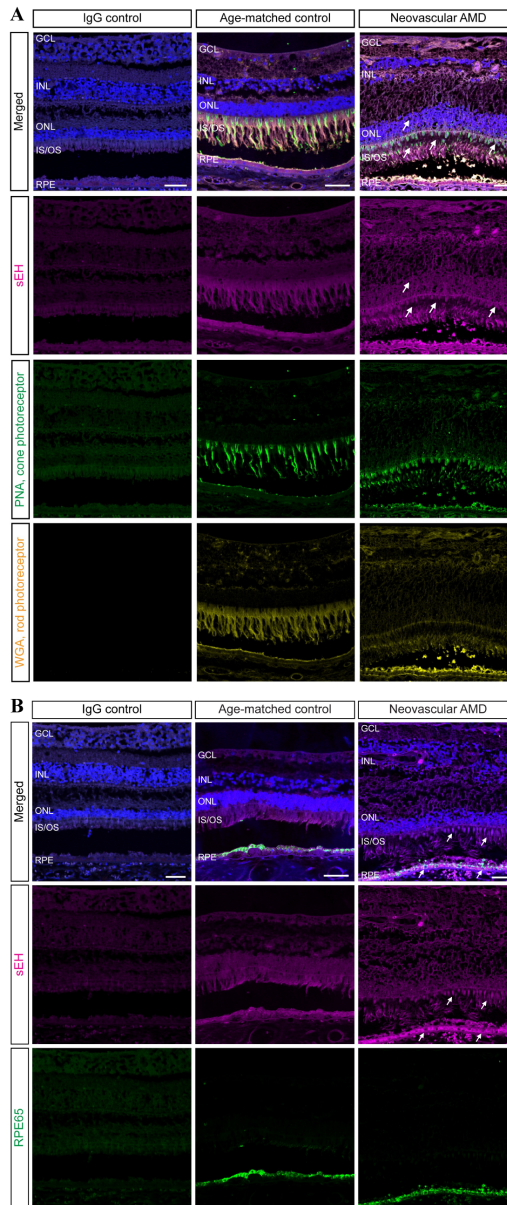 A
IgG control
Age-matched control
Neovascular AMD
Merged
GCL
INL
ONL
IS/OS
RPE
GCL
INL
ONL
IS/OS
RPE
GCL
INL
ONL
IS/OS
RPE
sEH
PNA, cone photoreceptor
WGA, rod photoreceptor
B
IgG control
Age-matched control
Neovascular AMD
Merged
GCL
INL
ONL
IS/OS
RPE
GCL
INL
ONL
IS/OS
RPE
GCL
INL
ONL
IS/OS
RPE
sEH
RPE65